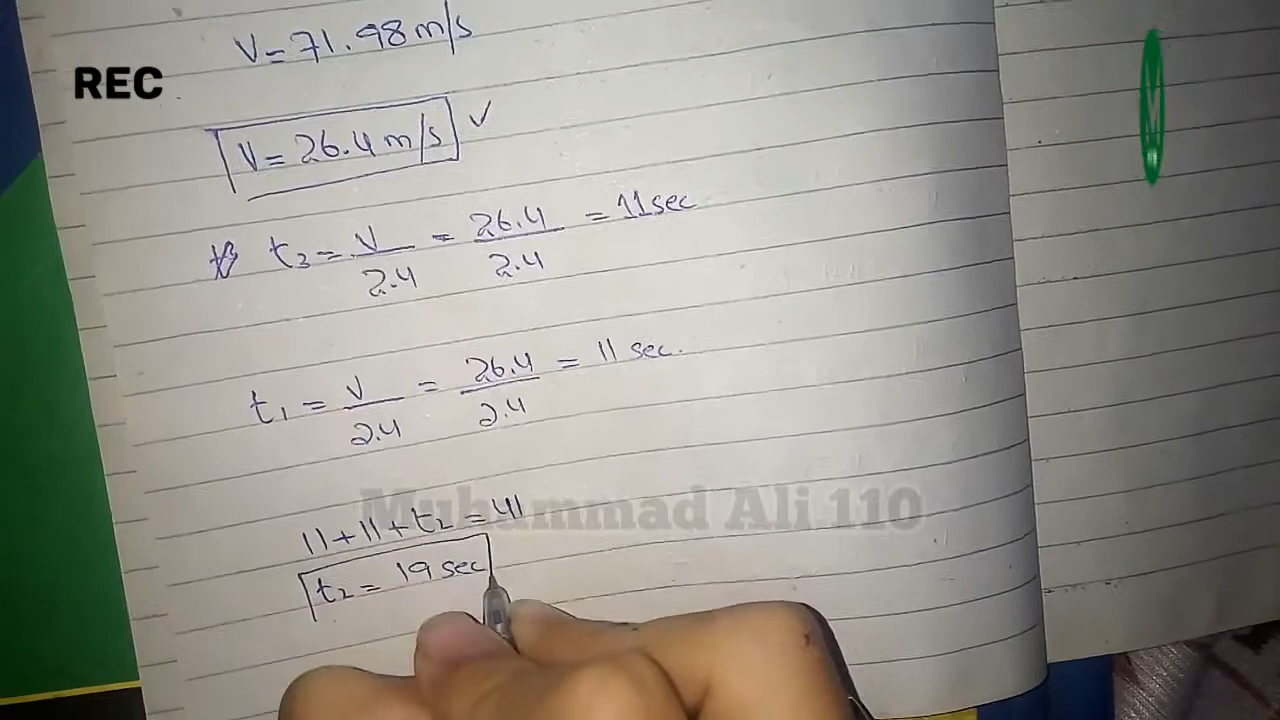 V = 71.98 m/s
REC
V = 26.4 m/s ✓
t3 = V/2.4 = 26.4/2.4 = 11 sec
t1 = V/2.4 = 26.4/2.4 = 11 sec.
Muhammad Ali 110
11 + 11 + t2 = 41
t2 = 19 sec